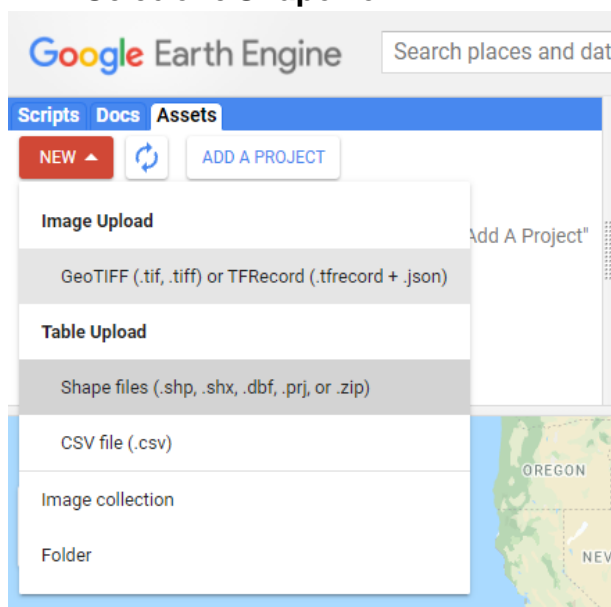 Google Earth Engine
Search places and dat
Scripts Docs Assets
NEW
ADD A PROJECT
Image Upload
Add A Project"
GeoTIFF (.tif, .tiff) or TFRecord (.tfrecord + .json)
Table Upload
Shape files (.shp, .shx, .dbf, .prj, or .zip)
CSV file (.csv)
OREGON
Image collection
Folder
NEV